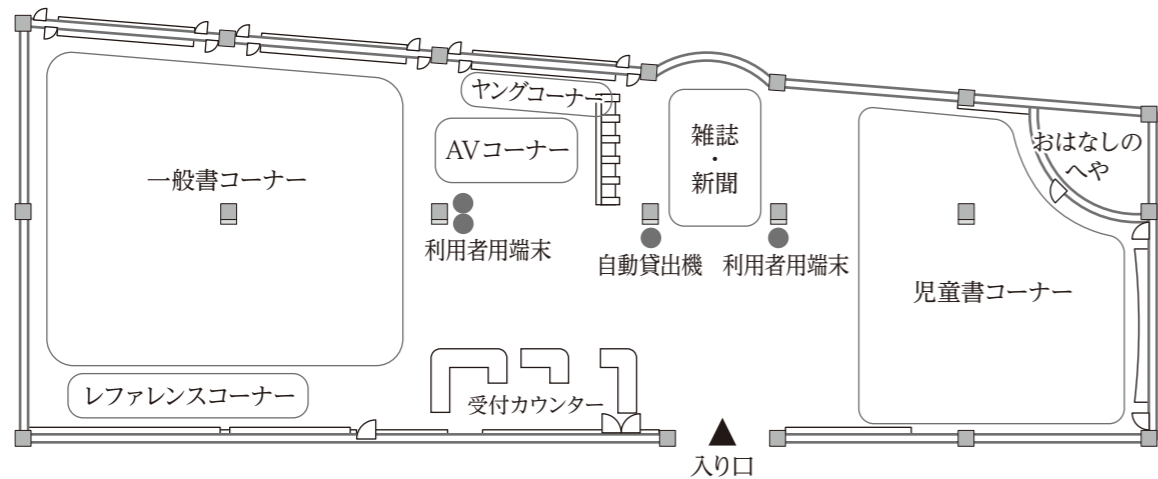 ヤングコーナー
AVコーナー
雑誌
・
新聞
おはなしの
へや
一般書コーナー
利用者用端末
自動貸出機
利用者用端末
児童書コーナー
レファレンスコーナー
受付カウンター
入り口